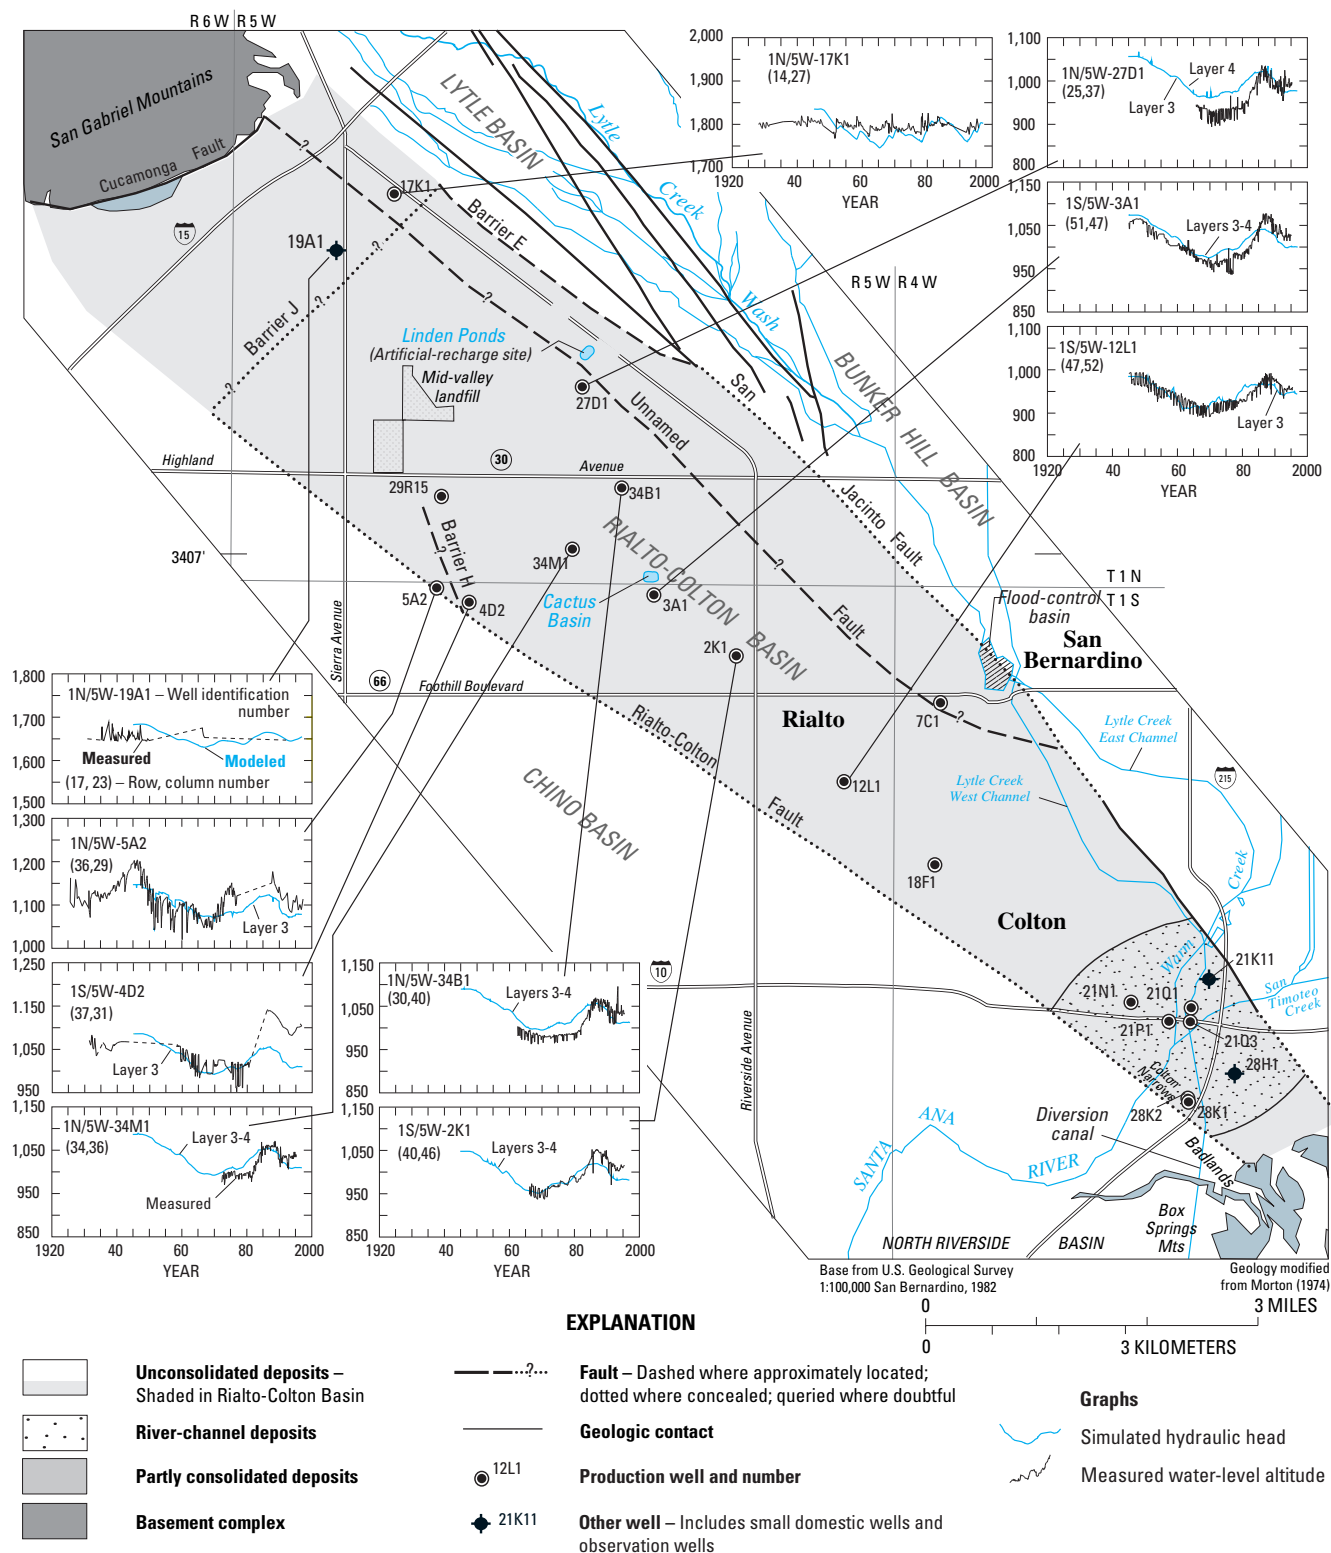 R 6 W
R 5 W
San Gabriel Mountains
Cucamonga Fault
?
15
LYTLE BASIN
Lytle
Creek
Wash
17K1
19A1
Barrier E
Barrier J
?
?
?
?
?
Linden Ponds
(Artificial-recharge site)
Mid-valley
landfill
27D1
Unnamed
San
R 5 W
R 4 W
BUNKER HILL BASIN
Highland
30
Avenue
29R15
34B1
Jacinto Fault
Barrier H
?
34M1
RIALTO-COLTON BASIN
?
3407'
5A2
4D2
Cactus
Basin
3A1
T 1 N
T 1 S
Flood-control
basin
San
Bernardino
Fault
2K1
Sierra Avenue
66
Foothill Boulevard
Rialto
7C1
?
Rialto-Colton
Fault
CHINO BASIN
12L1
Lytle Creek
East Channel
Lytle Creek
West Channel
215
18F1
Colton
Warm
Creek
21K11
San
Timoteo
Creek
10
21N1
21Q1
21P1
21Q3
28H1
Colton
Narrows
28K2
28K1
Riverside Avenue
SANTA
ANA
RIVER
Diversion
canal
Badlands
Box
Springs
Mts
NORTH RIVERSIDE
BASIN
Base from U.S. Geological Survey
1:100,000 San Bernardino, 1982
Geology modified
from Morton (1974)
0
3 MILES
0
3 KILOMETERS
2,000
1,900
1,800
1,700
1N/5W-17K1
(14,27)
1920 40 60 80 2000
YEAR
1,100
1,000
900
800
1N/5W-27D1
(25,37)
Layer 4
Layer 3
1,150
1,050
950
850
1S/5W-3A1
(51,47)
Layers 3-4
1,100
1,000
900
800
1S/5W-12L1
(47,52)
Layer 3
1920 40 60 80 2000
YEAR
1,800
1,700
1,600
1,500
1N/5W-19A1 – Well identification
number
Measured
Modeled
(17, 23) – Row, column number
1,300
1,200
1,100
1,000
1N/5W-5A2
(36,29)
Layer 3
1,250
1,150
1,050
950
1S/5W-4D2
(37,31)
Layer 3
1,150
1,050
950
850
1N/5W-34M1
(34,36)
Layer 3-4
Measured
1920 40 60 80 2000
YEAR
1,150
1,050
950
850
1N/5W-34B1
(30,40)
Layers 3-4
1,150
1,050
950
850
1S/5W-2K1
(40,46)
Layers 3-4
1920 40 60 80 2000
YEAR
EXPLANATION
Unconsolidated deposits –
Shaded in Rialto-Colton Basin
River-channel deposits
Partly consolidated deposits
Basement complex
?
Fault – Dashed where approximately located;
dotted where concealed; queried where doubtful
Geologic contact
12L1
Production well and number
21K11
Other well – Includes small domestic wells and
observation wells
Graphs
Simulated hydraulic head
Measured water-level altitude